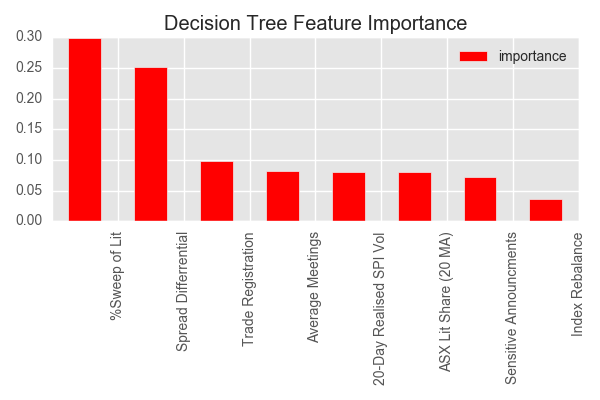 Decision Tree Feature Importance
0.30
0.25
0.20
0.15
0.10
0.05
0.00
importance
%Sweep of Lit
Spread Differrential
Trade Registration
Average Meetings
20-Day Realised SPI Vol
ASX Lit Share (20 MA)
Sensitive Announcments
Index Rebalance